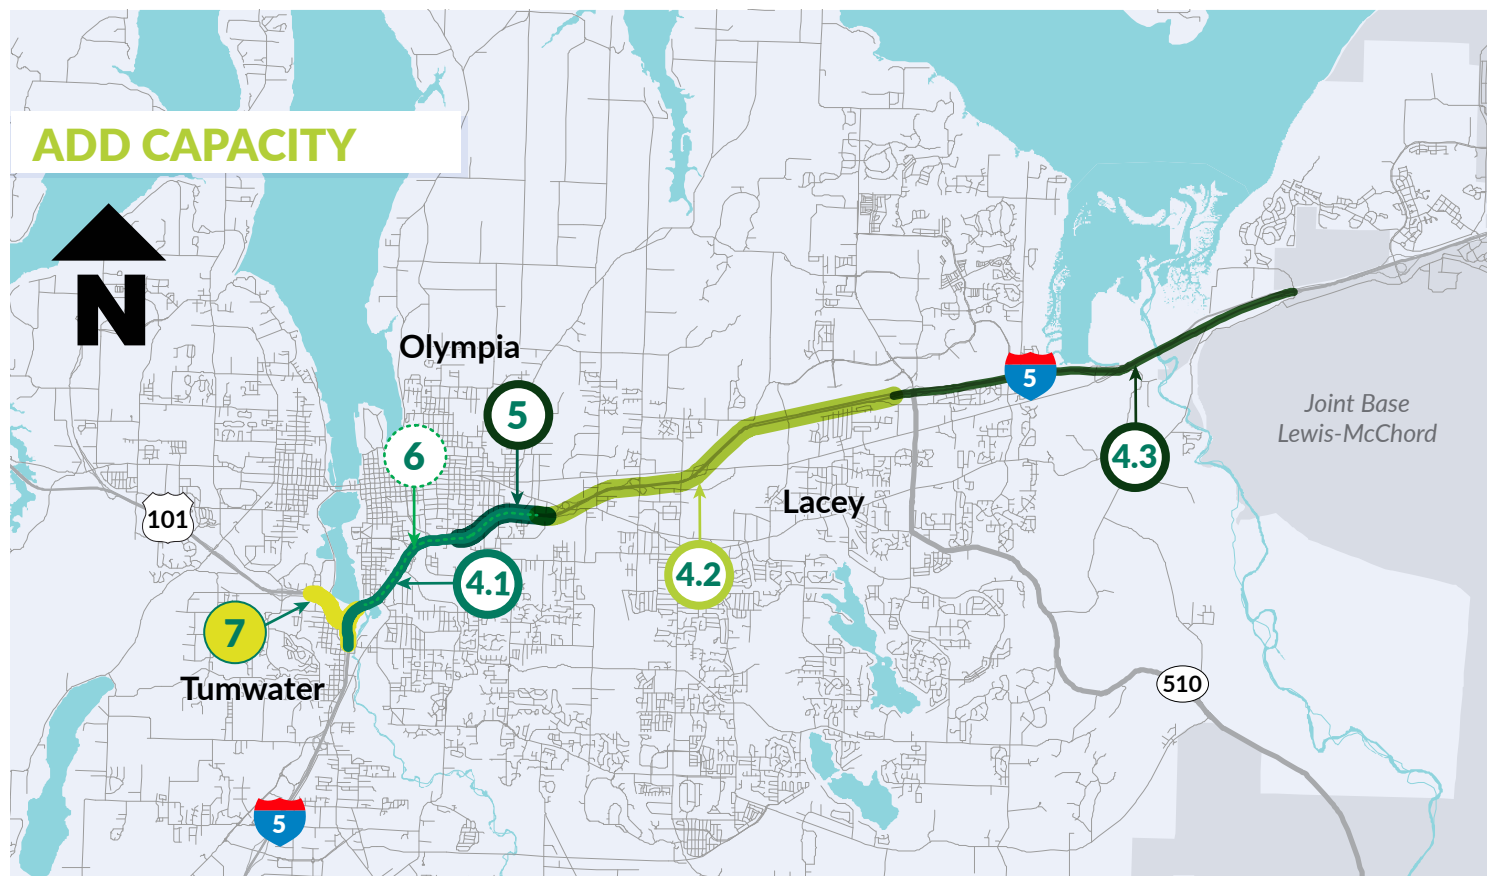 ADD CAPACITY
N
Olympia
5
6
5
4.3
Joint Base
Lewis-McChord
101
Lacey
4.1
4.2
7
Tumwater
510
5